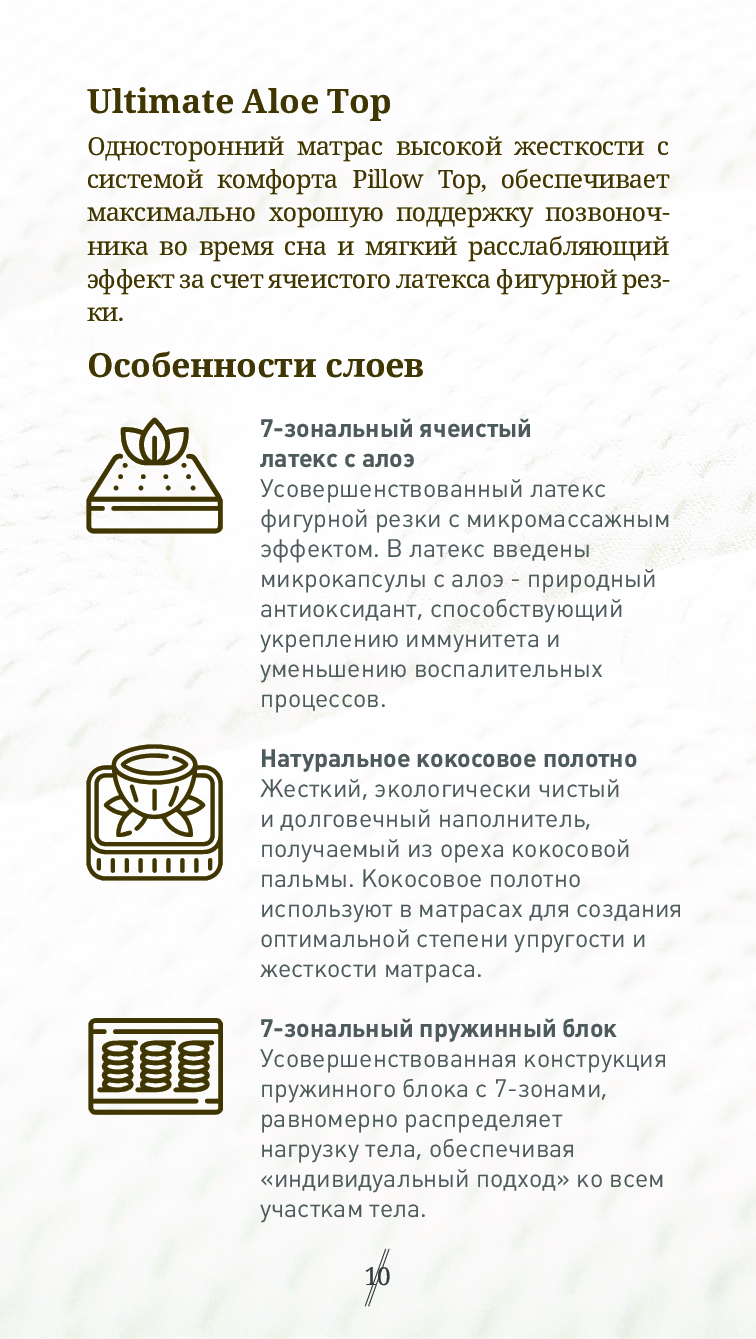 Ultimate Aloe Top
Односторонний матрас высокой жесткости с
системой комфорта Pillow Top, обеспечивает
максимально хорошую поддержку позвоноч-
ника во время сна и мягкий расслабляющий
эффект за счет ячеистого латекса фигурной рез-
ки.
Особенности слоев
7-зональный ячеистый
латекс с алоэ
Усовершенствованный латекс
фигурной резки с микромассажным
эффектом. В латекс введены
микрокапсулы с алоэ - природный
антиоксидант, способствующий
укреплению иммунитета и
уменьшению воспалительных
процессов.
Натуральное кокосовое полотно
Жесткий, экологически чистый
и долговечный наполнитель,
получаемый из ореха кокосовой
пальмы. Кокосовое полотно
используют в матрасах для создания
оптимальной степени упругости и
жесткости матраса.
7-зональный пружинный блок
Усовершенствованная конструкция
пружинного блока с 7-зонами,
равномерно распределяет
нагрузку тела, обеспечивая
«индивидуальный подход» ко всем
участкам тела.
10